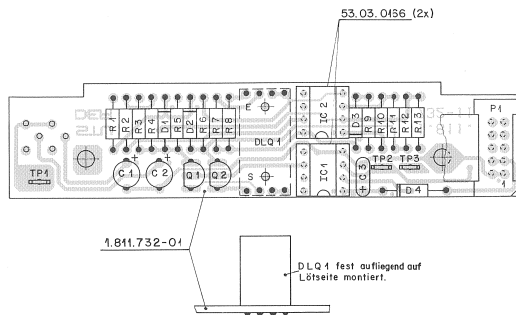 53.03.0166 (2x)
R1
R2
R3
R4
D1
R5
D2
R6
R7
R8
E
DLQ1
S
IC2
D3
R9
R10
R11
R12
R13
P1
1
TP1
C1
C2
Q1
Q2
IC1
C3
TP2
TP3
D4
1.811.732-01
DLQ1 fest aufliegend auf
Lötseite montiert.